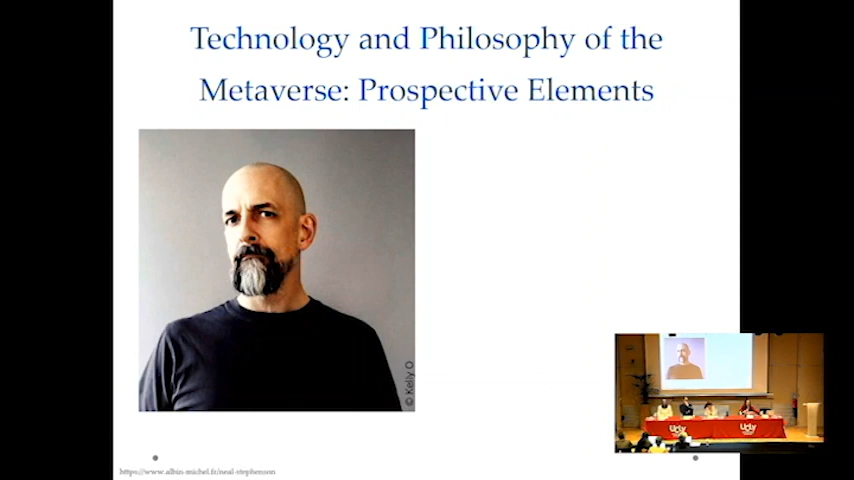 Technology and Philosophy of the
Metaverse: Prospective Elements
© Kelly O
https://www.albin-michel.fr/neal-stephenson